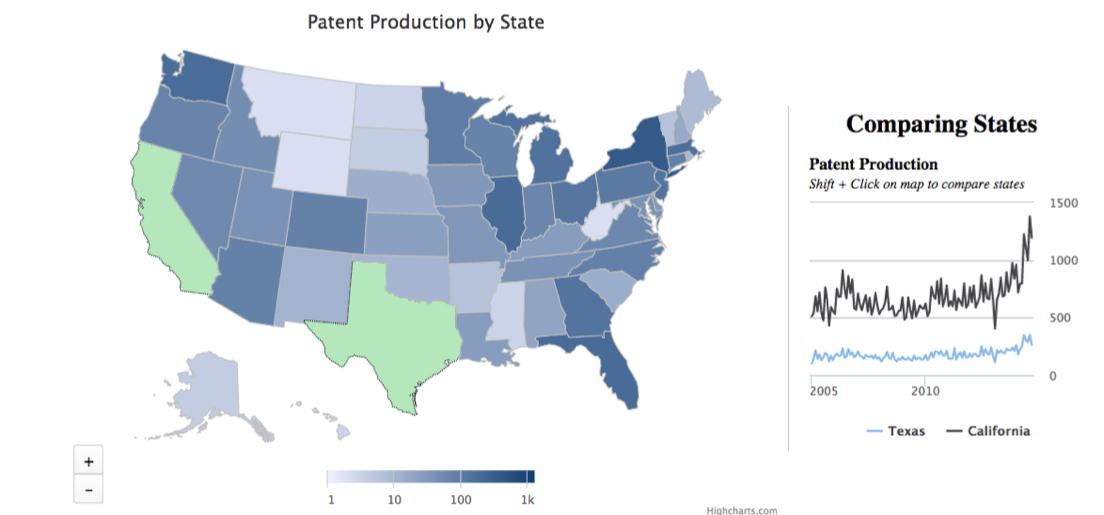 Patent Production by State
+
-
1 10 100 1k
Highcharts.com
Comparing States
Patent Production
Shift + Click on map to compare states
1500
1000
500
0
2005 2010
Texas California